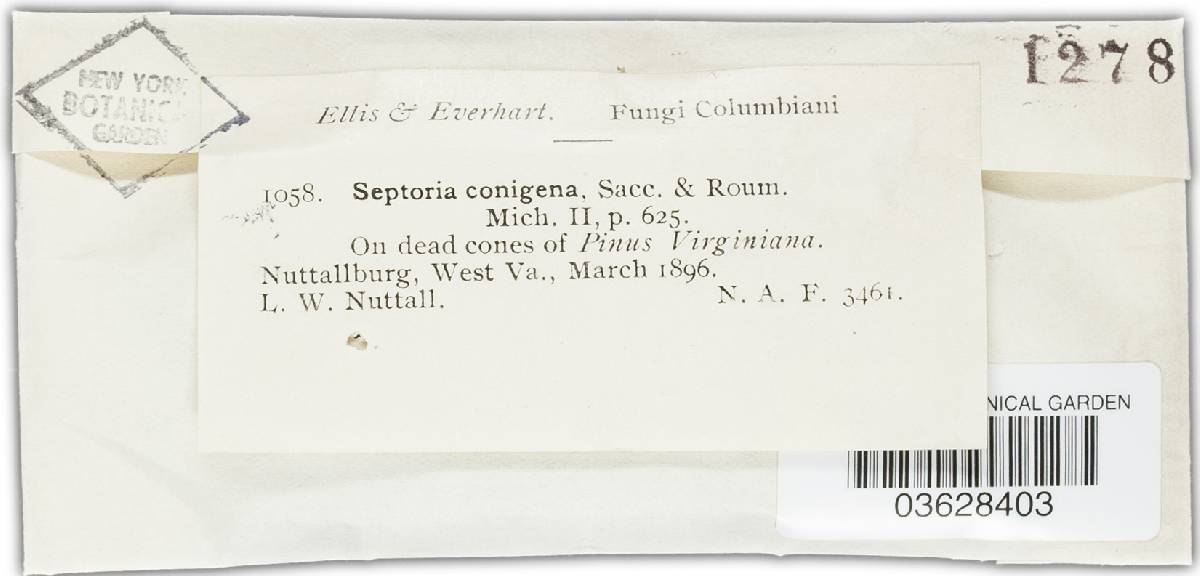 NEW YORK
BOTANICA
GARDEN
1278
Ellis & Everhart. Fungi Columbiani
1058. Septoria conigena, Sacc. & Roum.
Mich. II, p. 625.
On dead cones of Pinus Virginiana.
Nuttallburg, West Va., March 1896.
L. W. Nuttall. N. A. F. 3461.
NICAL GARDEN
03628403